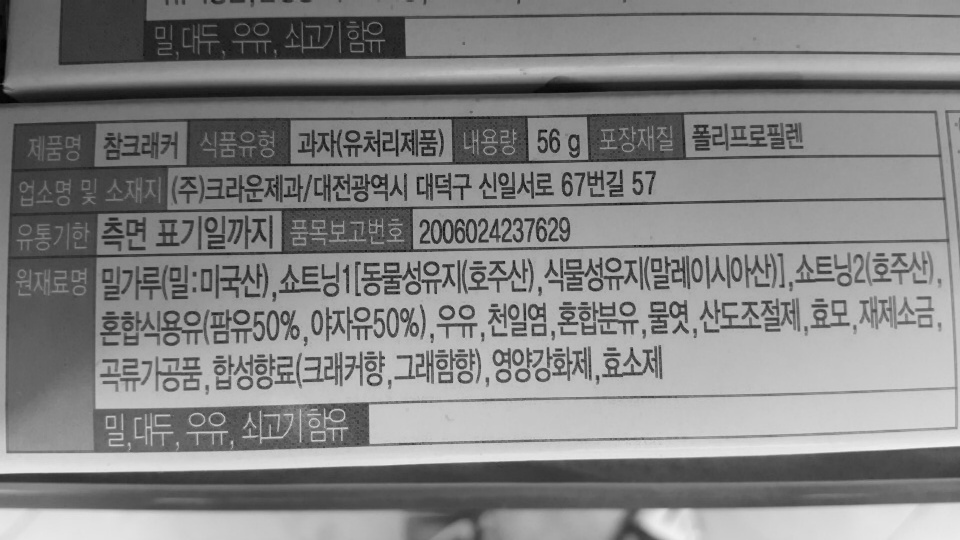 밀, 대두, 우유, 쇠고기 함유
제품명 참크래커 식품유형 과자(유처리제품) 내용량 56 g 포장재질 폴리프로필렌
업소명 및 소재지 (주)크라운제과/대전광역시 대덕구 신일서로 67번길 57
유통기한 측면 표기일까지 품목보고번호 2006024237629
원재료명 밀가루(밀:미국산), 쇼트닝1[동물성유지(호주산), 식물성유지(말레이시아산)], 쇼트닝2(호주산),
혼합식용유(팜유50%, 야자유50%), 우유, 천일염, 혼합분유, 물엿, 산도조절제, 효모, 재제소금,
곡류가공품, 합성향료(크래커향, 그래함향), 영양강화제, 효소제
밀, 대두, 우유, 쇠고기 함유